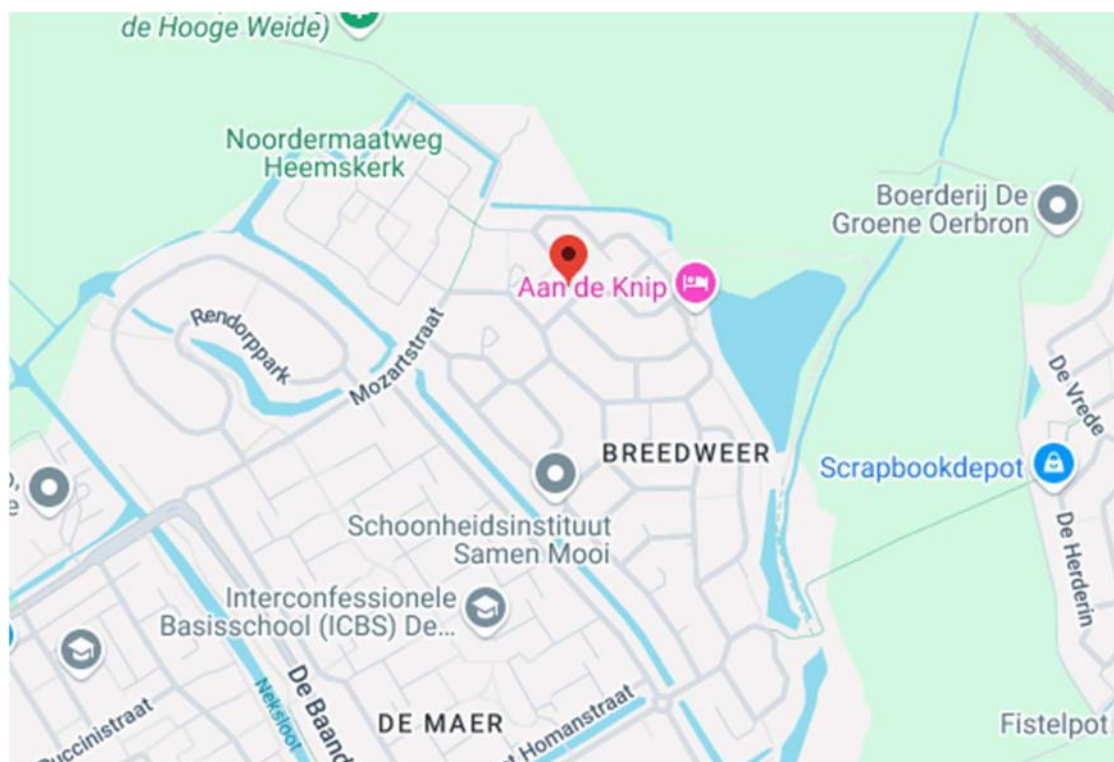 de Hooge Weide)
Noordermaatweg
Heemskerk
Boerderij De
Groene Oerbron
Aan de Knip
Rendorppark
Mozartstraat
De Vrede
BREEDWEER
Scrapbookdepot
Schoonheidsinstituut
Samen Mooi
De Herderin
Interconfessionele
Basisschool (ICBS) De...
De Baand
Neksloot
DE MAER
Homanstraat
Fistelpot